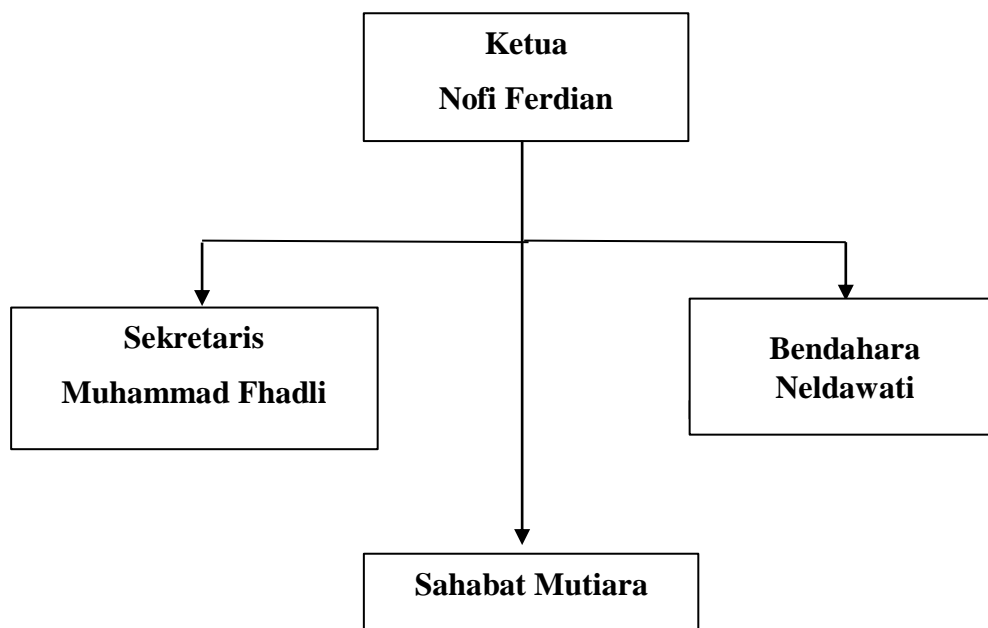 Ketua
Nofi Ferdian
Sekretaris
Muhammad Fhadli
Bendahara
Neldawati
Sahabat Mutiara